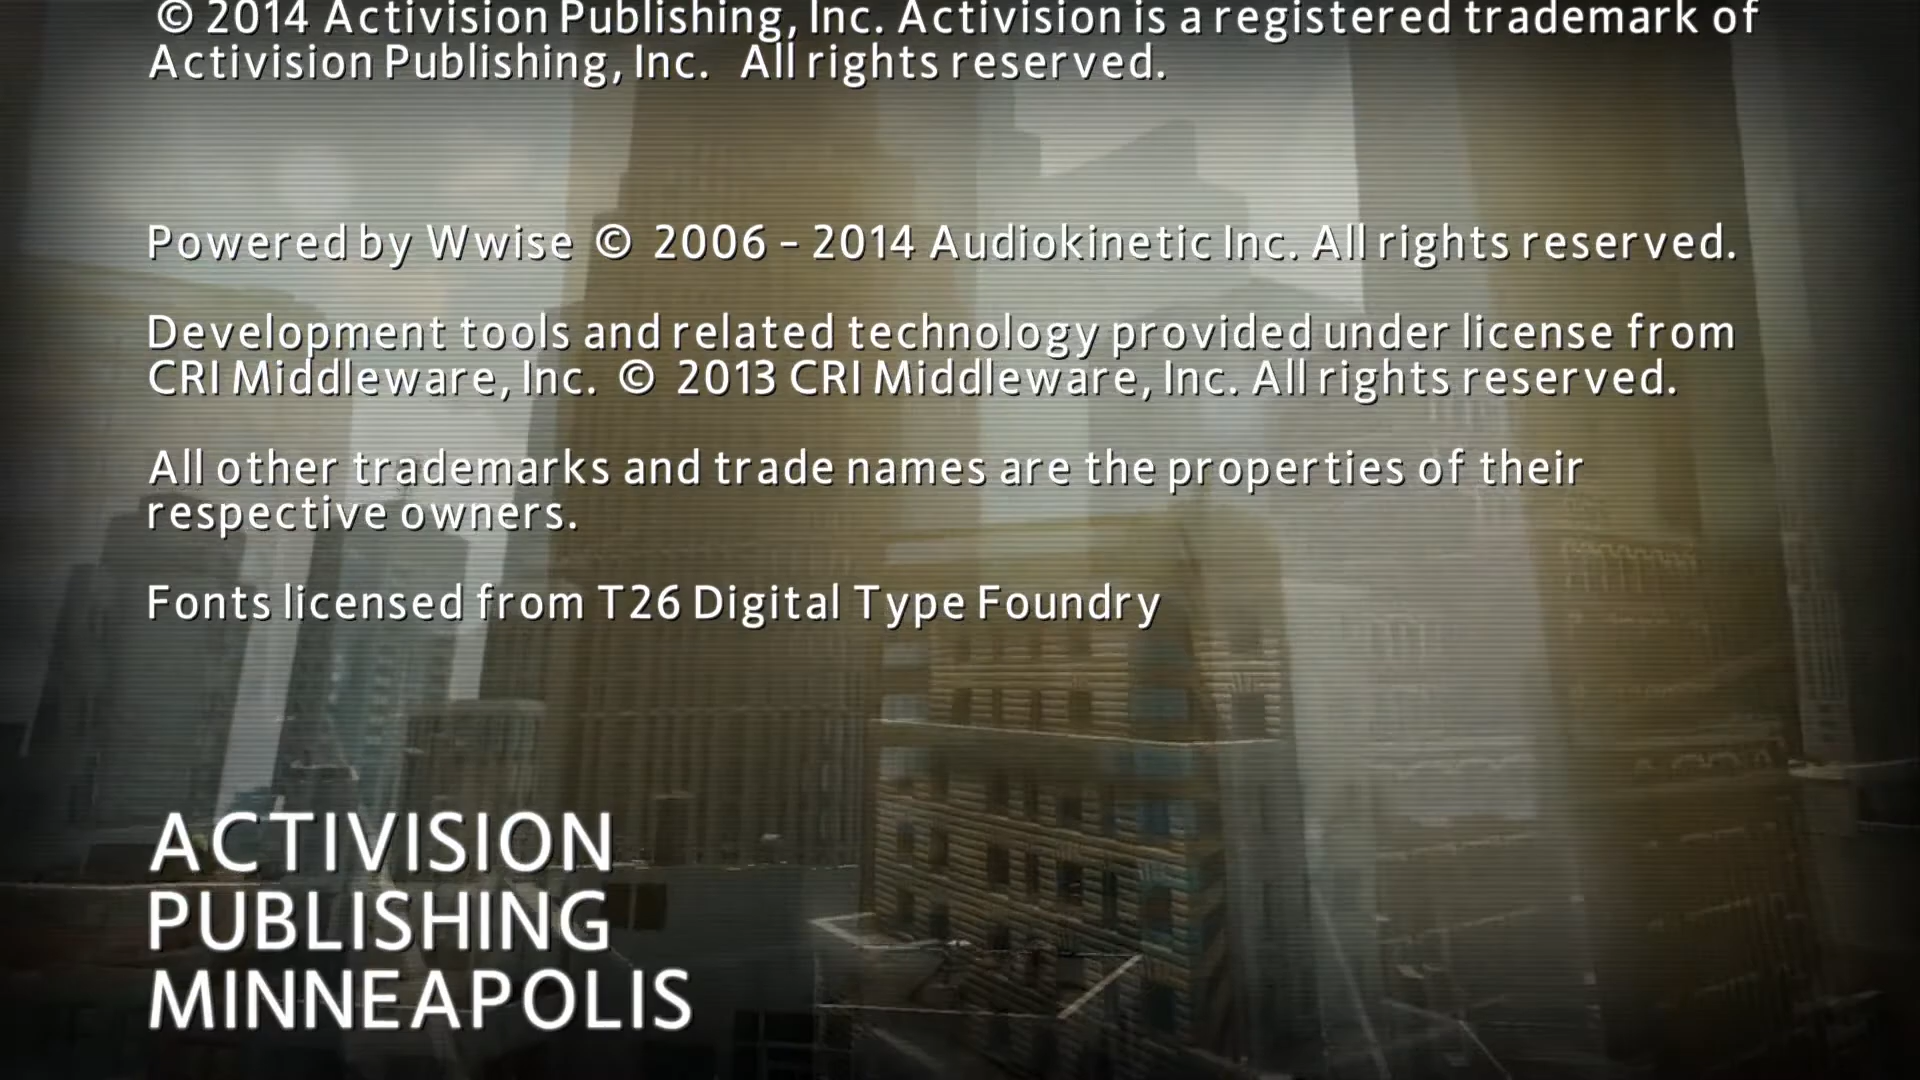 © 2014 Activision Publishing, Inc. Activision is a registered trademark of
Activision Publishing, Inc. All rights reserved.
Powered by Wwise © 2006 - 2014 Audiokinetic Inc. All rights reserved.
Development tools and related technology provided under license from
CRI Middleware, Inc. © 2013 CRI Middleware, Inc. All rights reserved.
All other trademarks and trade names are the properties of their
respective owners.
Fonts licensed from T26 Digital Type Foundry
ACTIVISION
PUBLISHING
MINNEAPOLIS